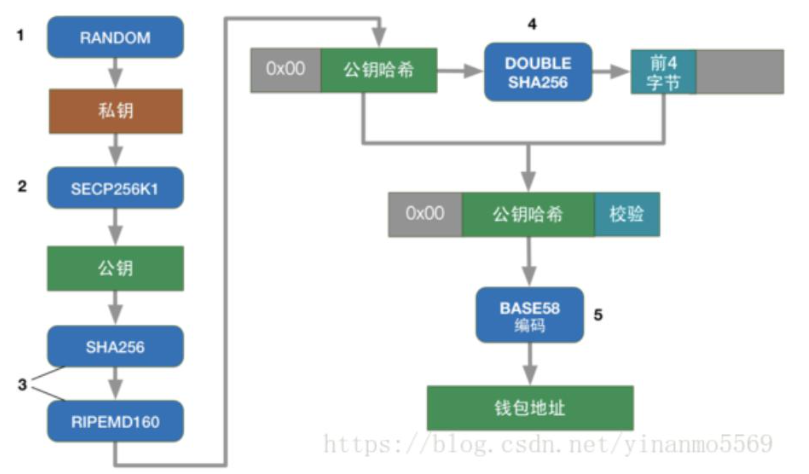 1
RANDOM
私钥
2
SECP256K1
公钥
SHA256
3
RIPEMD160
4
0x00
公钥哈希
DOUBLE
SHA256
前4
字节
0x00
公钥哈希
校验
BASE58
编码
5
钱包地址
https://blog.csdn.net/yinanmo5569